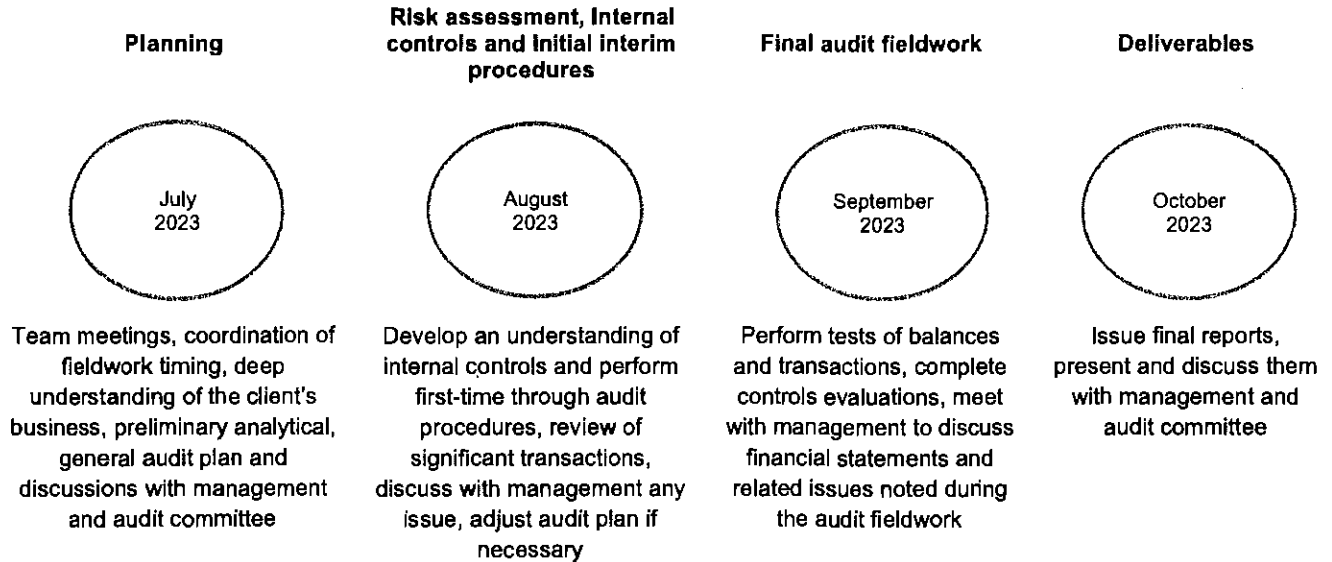 Planning
July
2023
Team meetings, coordination of
fieldwork timing, deep
understanding of the client's
business, preliminary analytical,
general audit plan and
discussions with management
and audit committee
Risk assessment, Internal
controls and Initial interim
procedures
August
2023
Develop an understanding of
internal controls and perform
first-time through audit
procedures, review of
significant transactions,
discuss with management any
issue, adjust audit plan if
necessary
Final audit fieldwork
September
2023
Perform tests of balances
and transactions, complete
controls evaluations, meet
with management to discuss
financial statements and
related issues noted during
the audit fieldwork
Deliverables
October
2023
Issue final reports,
present and discuss them
with management and
audit committee